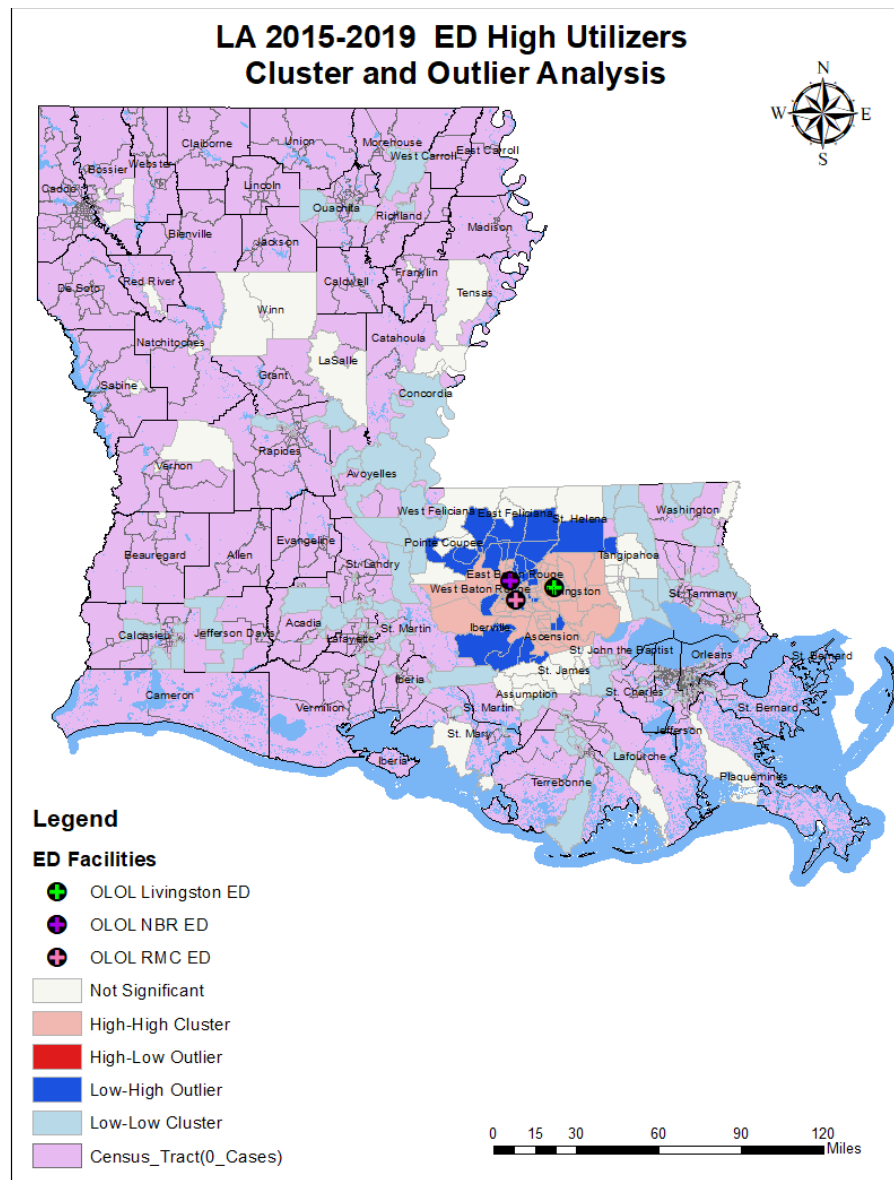 LA 2015-2019 ED High Utilizers
Cluster and Outlier Analysis
N
W E
S
Claiborne
Union
Morehouse
West Carroll
East Carroll
Bossier
Webster
Caddo
Lincoln
Ouachita
Richland
Madison
Bienville
Jackson
De Soto
Red River
Caldwell
Franklin
Tensas
Winn
Natchitoches
Catahoula
LaSalle
Grant
Sabine
Concordia
Vernon
Rapides
Avoyelles
West Feliciana
East Feliciana
St. Helena
Washington
Pointe Coupee
Evangeline
Beauregard
Allen
Tangipahoa
St. Landry
East Baton Rouge
West Baton Rouge
Livingston
St. Tammany
Calcasieu
Jefferson Davis
Acadia
Lafayette
St. Martin
Iberville
Ascension
St. John the Baptist
Orleans
St. Bernard
St. James
Iberia
Assumption
St. Charles
Cameron
Vermilion
St. Martin
St. Bernard
St. Mary
Jefferson
Iberia
Lafourche
Terrebonne
Plaquemines
Legend
ED Facilities
OLOL Livingston ED
OLOL NBR ED
OLOL RMC ED
Not Significant
High-High Cluster
High-Low Outlier
Low-High Outlier
Low-Low Cluster
Census_Tract(0_Cases)
0 15 30 60 90 120
Miles